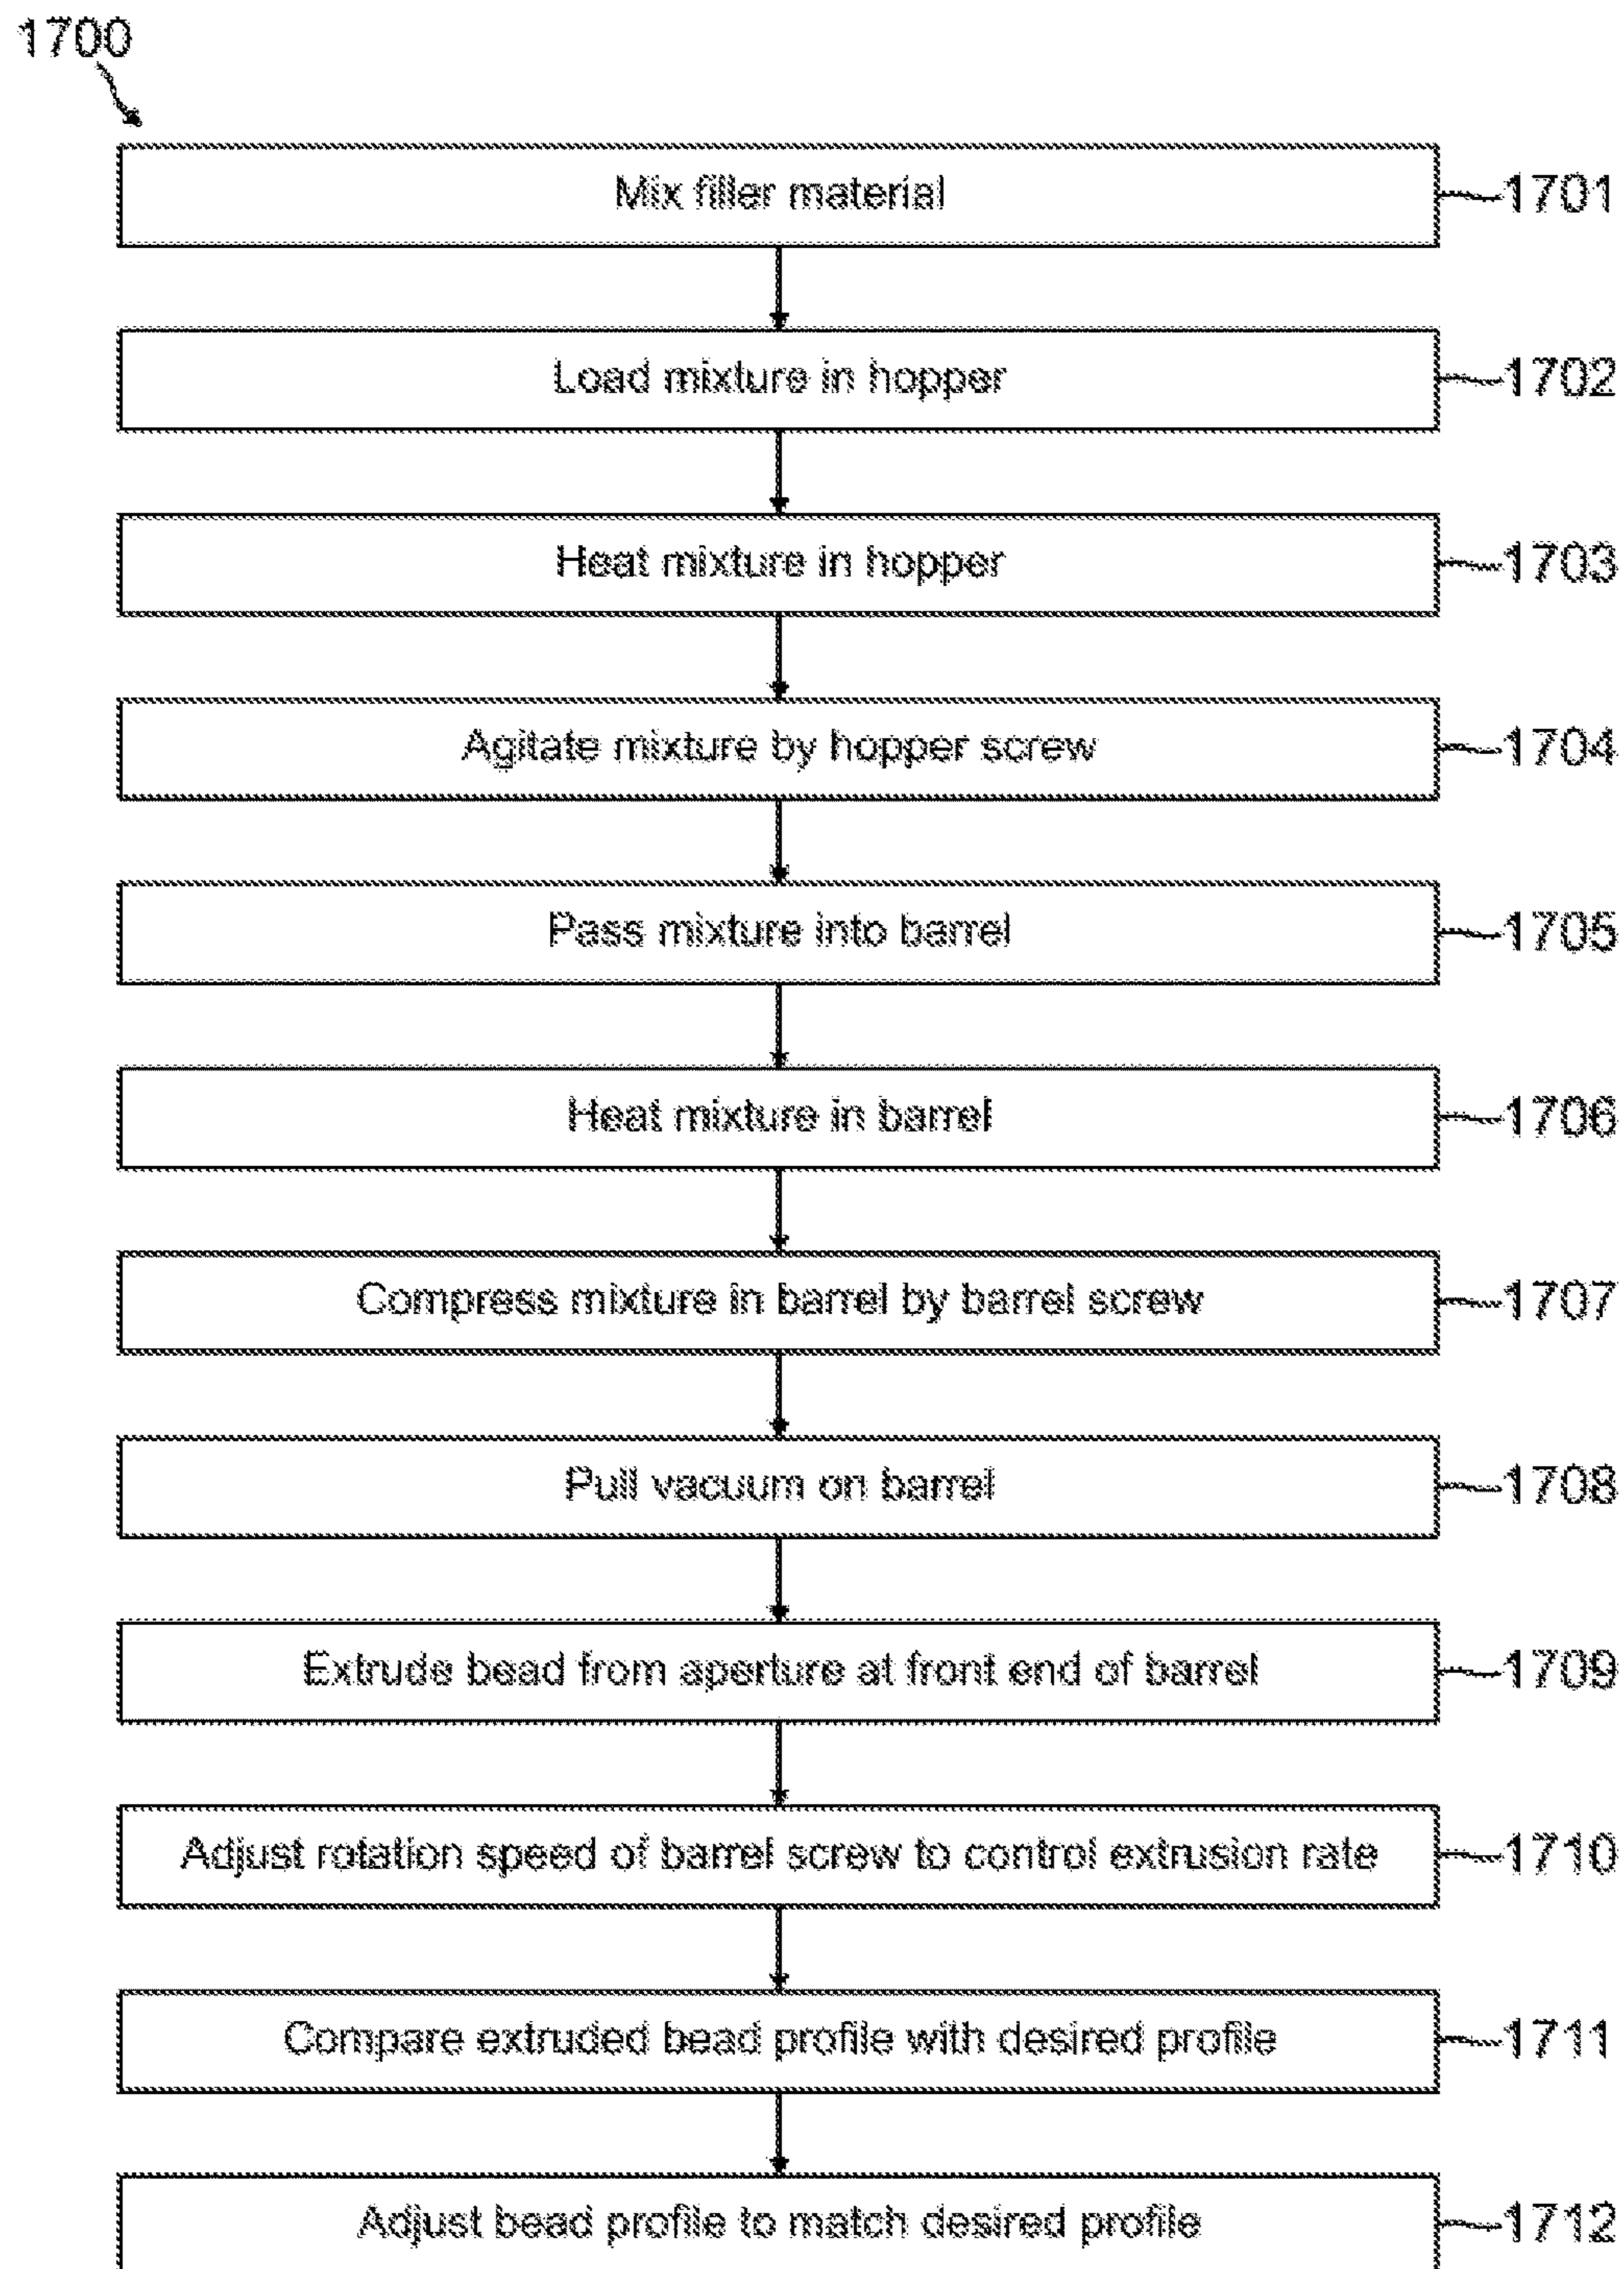 1700
Mix filler material 1701
Load mixture in hopper 1702
Heat mixture in hopper 1703
Agitate mixture by hopper screw 1704
Pass mixture into barrel 1705
Heat mixture in barrel 1706
Compress mixture in barrel by barrel screw 1707
Pull vacuum on barrel 1708
Extrude bead from aperture at front end of barrel 1709
Adjust rotation speed of barrel screw to control extrusion rate 1710
Compare extruded bead profile with desired profile 1711
Adjust bead profile to match desired profile 1712